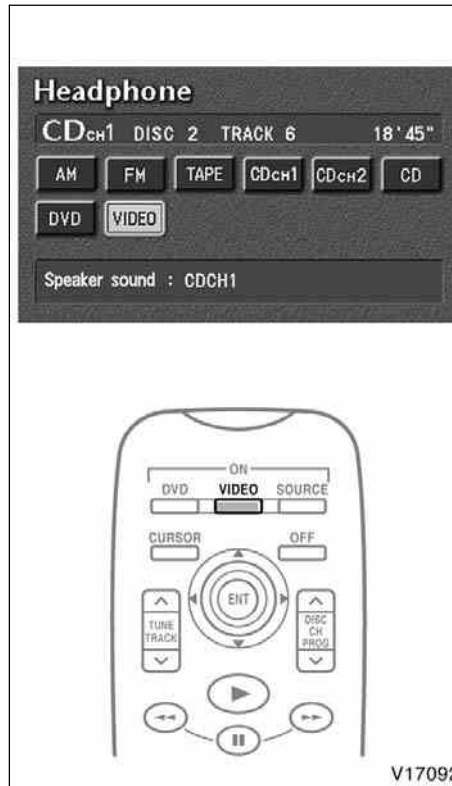 Headphone
CDCH1 DISC 2 TRACK 6 18'45"
AM FM TAPE CDCH1 CDCH2 CD
DVD VIDEO
Speaker sound : CDCH1
ON
DVD VIDEO SOURCE
CURSOR OFF
ENT
TUNE TRACK
DISC CH PROG
V17092